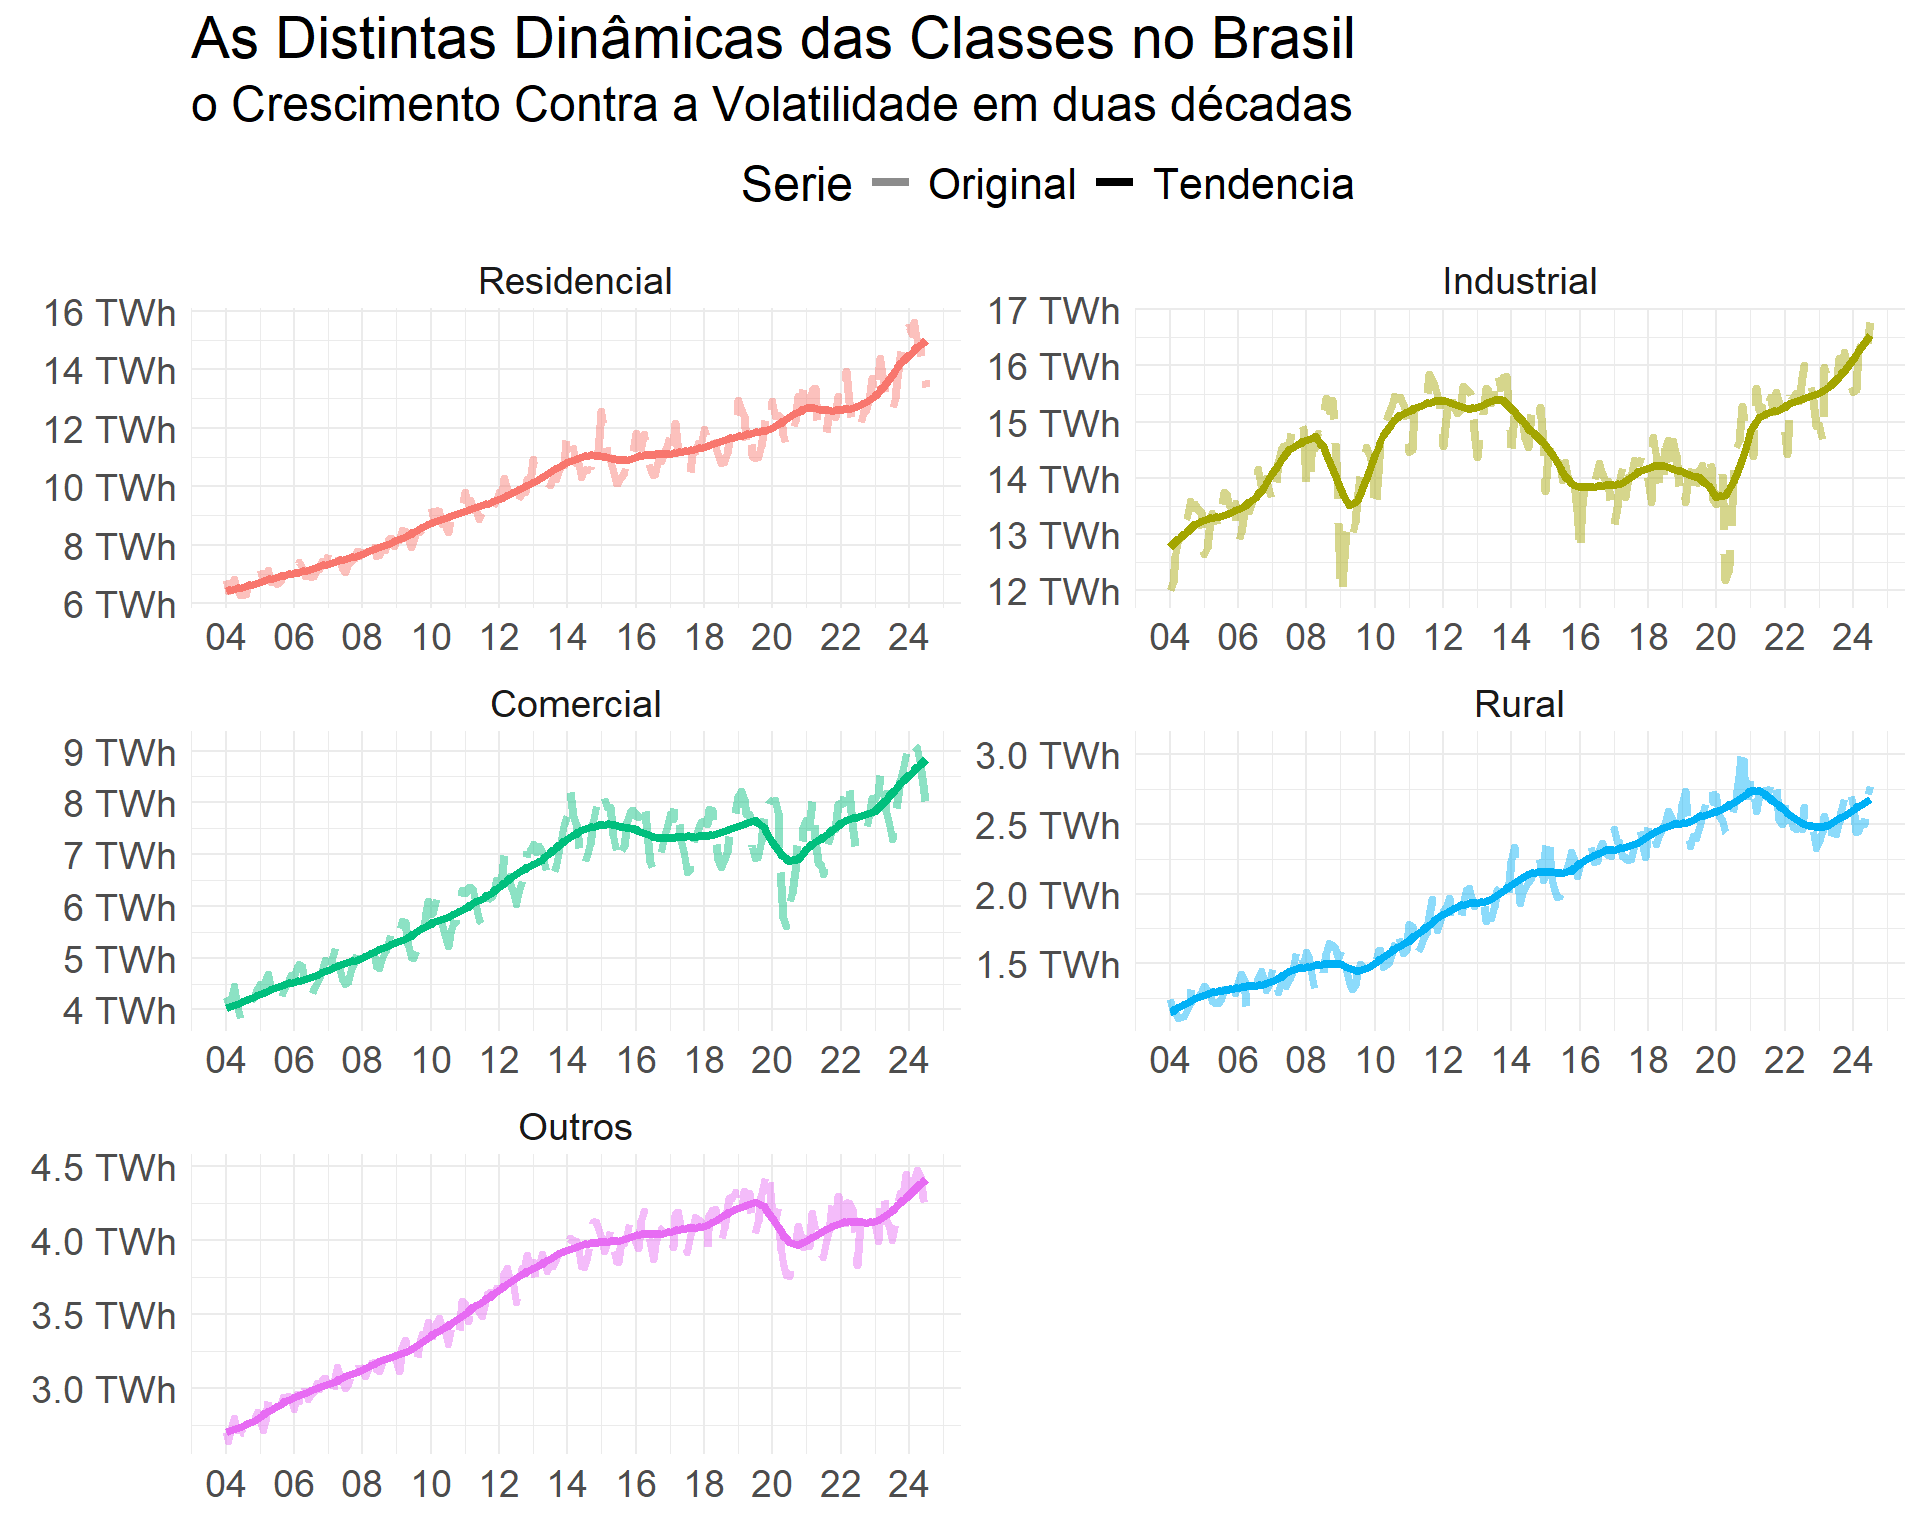 As Distintas Dinâmicas das Classes no Brasil
o Crescimento Contra a Volatilidade em duas décadas
Serie Original Tendencia
Residencial
16 TWh
14 TWh
12 TWh
10 TWh
8 TWh
6 TWh
04 06 08 10 12 14 16 18 20 22 24
Industrial
17 TWh
16 TWh
15 TWh
14 TWh
13 TWh
12 TWh
04 06 08 10 12 14 16 18 20 22 24
Comercial
9 TWh
8 TWh
7 TWh
6 TWh
5 TWh
4 TWh
04 06 08 10 12 14 16 18 20 22 24
Rural
3.0 TWh
2.5 TWh
2.0 TWh
1.5 TWh
04 06 08 10 12 14 16 18 20 22 24
Outros
4.5 TWh
4.0 TWh
3.5 TWh
3.0 TWh
04 06 08 10 12 14 16 18 20 22 24